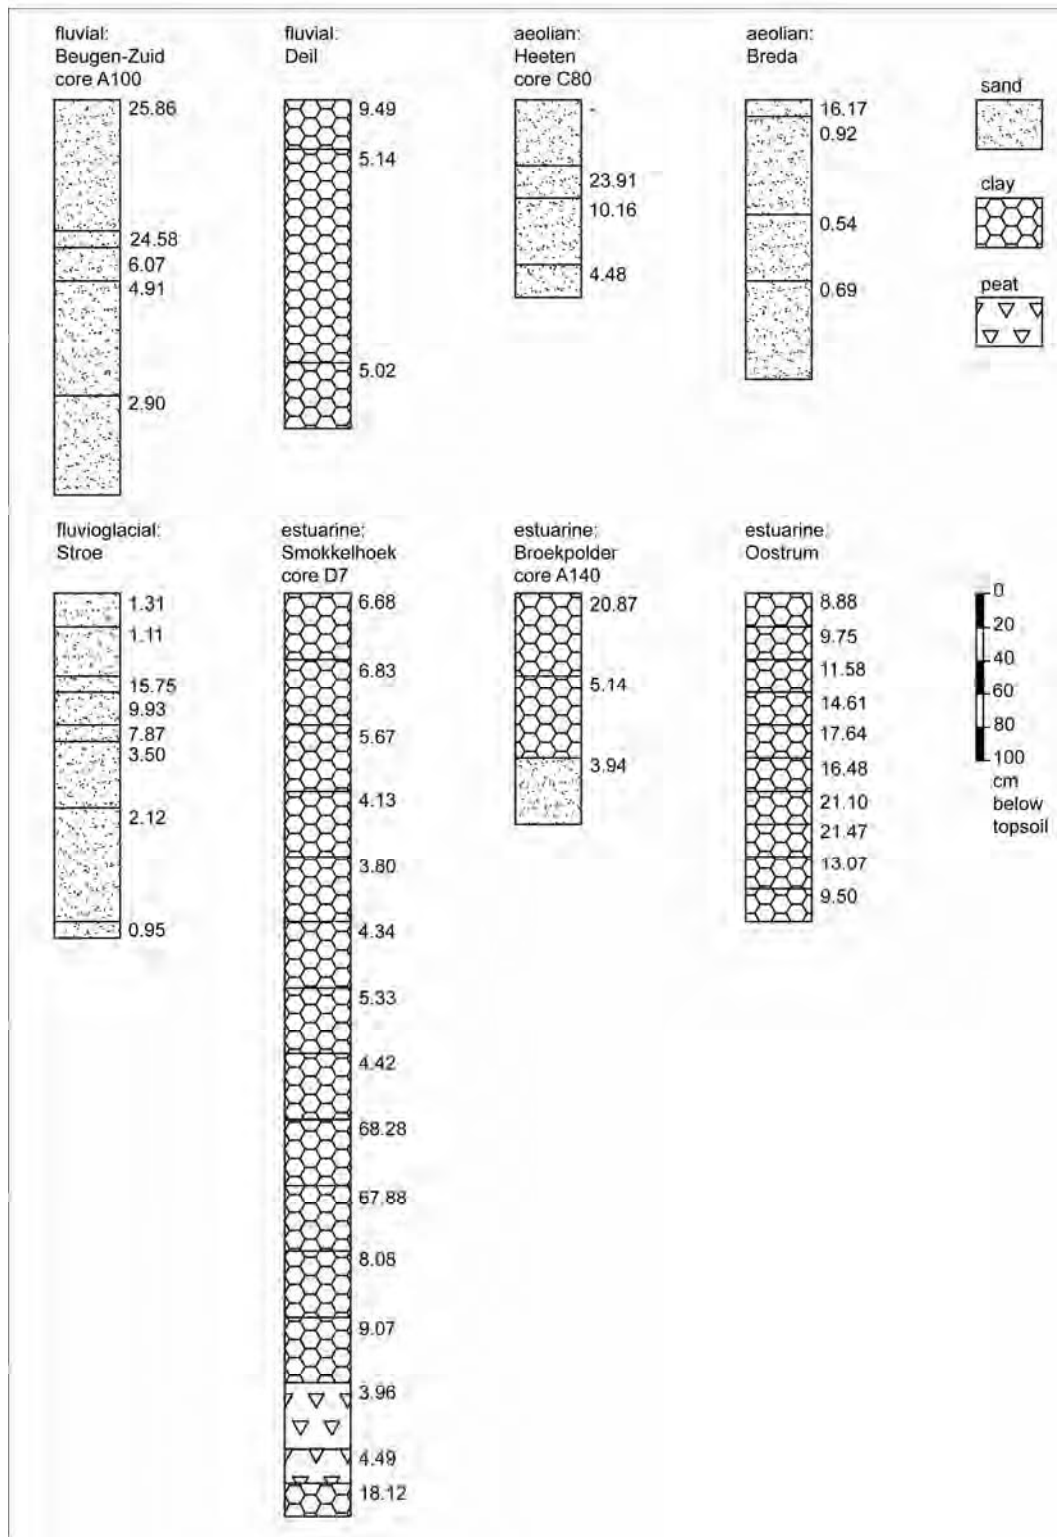 fluvial:
Beugen-Zuid
core A100
25.86
24.58
6.07
4.91
2.90
fluvial:
Deil
9.49
5.14
5.02
aeolian:
Heeten
core C80
-
23.91
10.16
4.48
aeolian:
Breda
16.17
0.92
0.54
0.69
sand
clay
peat
fluvioglacial:
Stroe
1.31
1.11
15.75
9.93
7.87
3.50
2.12
0.95
estuarine:
Smokkelhoek
core D7
6.68
6.83
5.67
4.13
3.80
4.34
5.33
4.42
68.28
67.88
8.08
9.07
3.96
4.49
18.12
estuarine:
Broekpolder
core A140
20.87
5.14
3.94
estuarine:
Oostrum
8.88
9.75
11.58
14.61
17.64
16.48
21.10
21.47
13.07
9.50
0
20
40
60
80
100
cm
below
topsoil